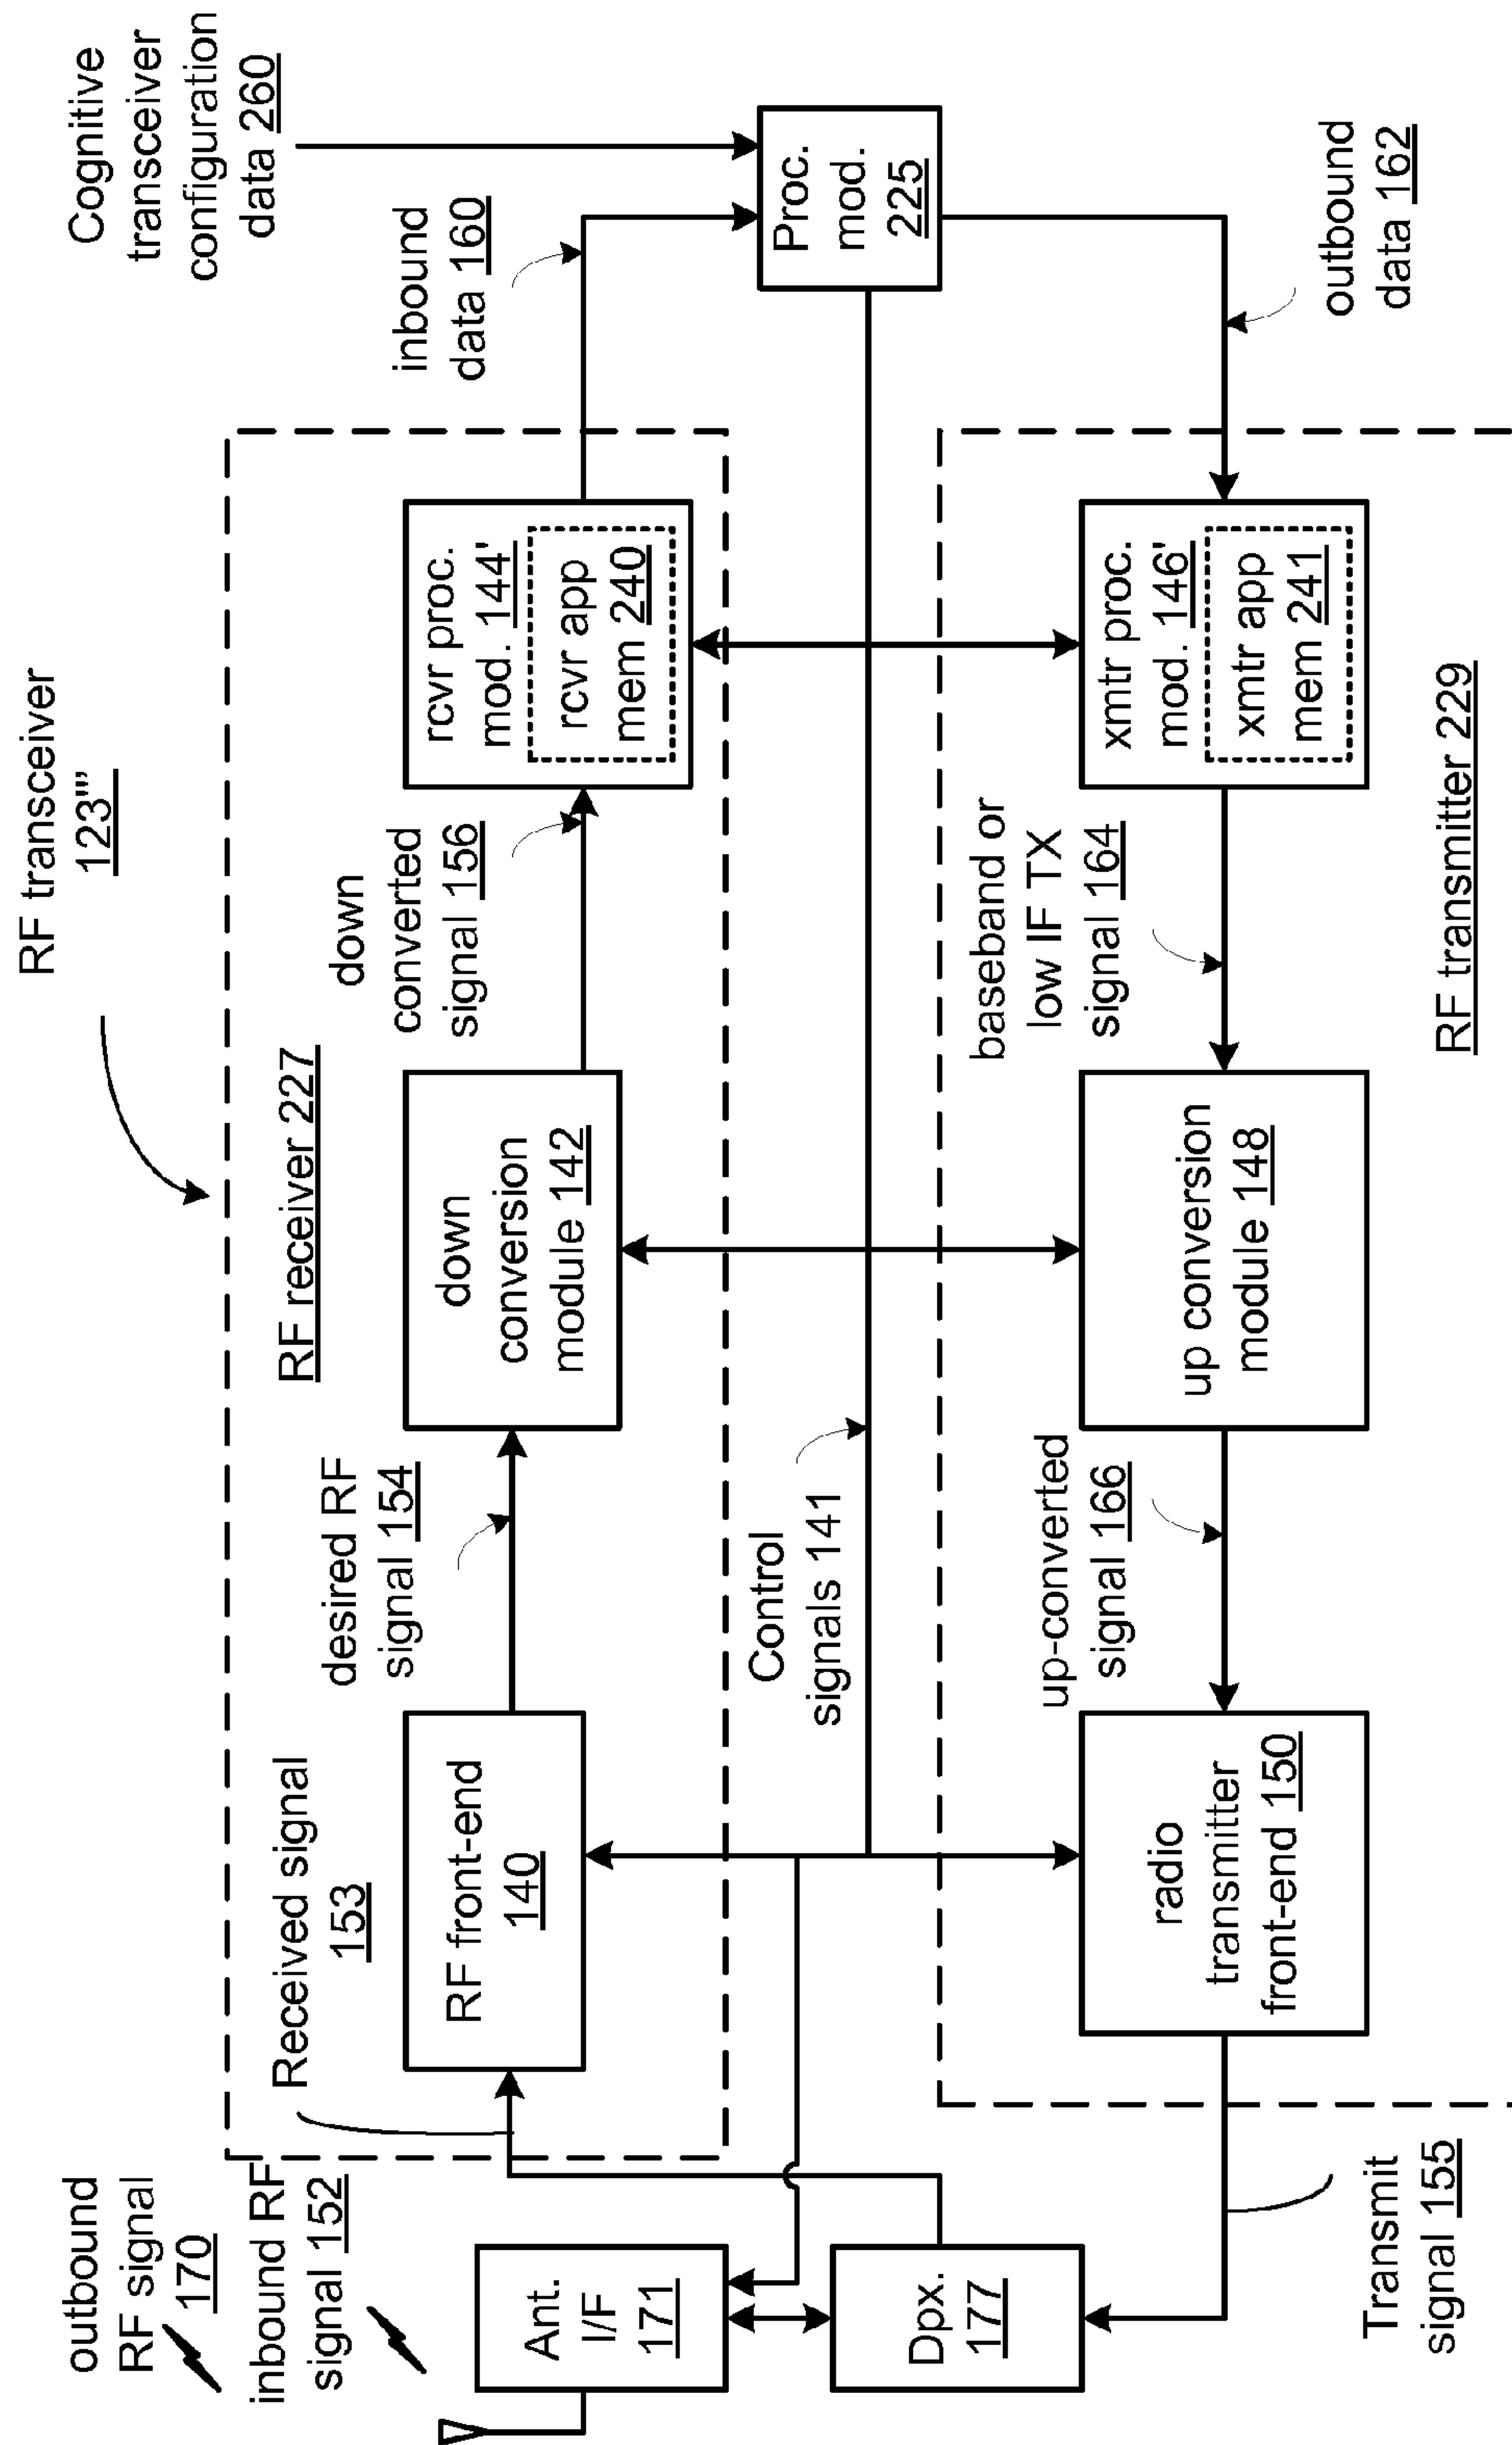 RF transceiver
123'''
Cognitive
transceiver
configuration
data 260
outbound
RF signal
170
inbound RF
signal 152
Received signal
153
RF receiver 227
desired RF
signal 154
down
converted
signal 156
inbound
data 160
Ant.
I/F
171
RF front-end
140
down
conversion
module 142
rcvr proc.
mod. 144'
rcvr app
mem 240
Proc.
mod.
225
Control
signals 141
Dpx.
177
up-converted
signal 166
baseband or
low IF TX
signal 164
radio
transmitter
front-end 150
up conversion
module 148
xmtr proc.
mod. 146'
xmtr app
mem 241
outbound
data 162
Transmit
signal 155
RF transmitter 229